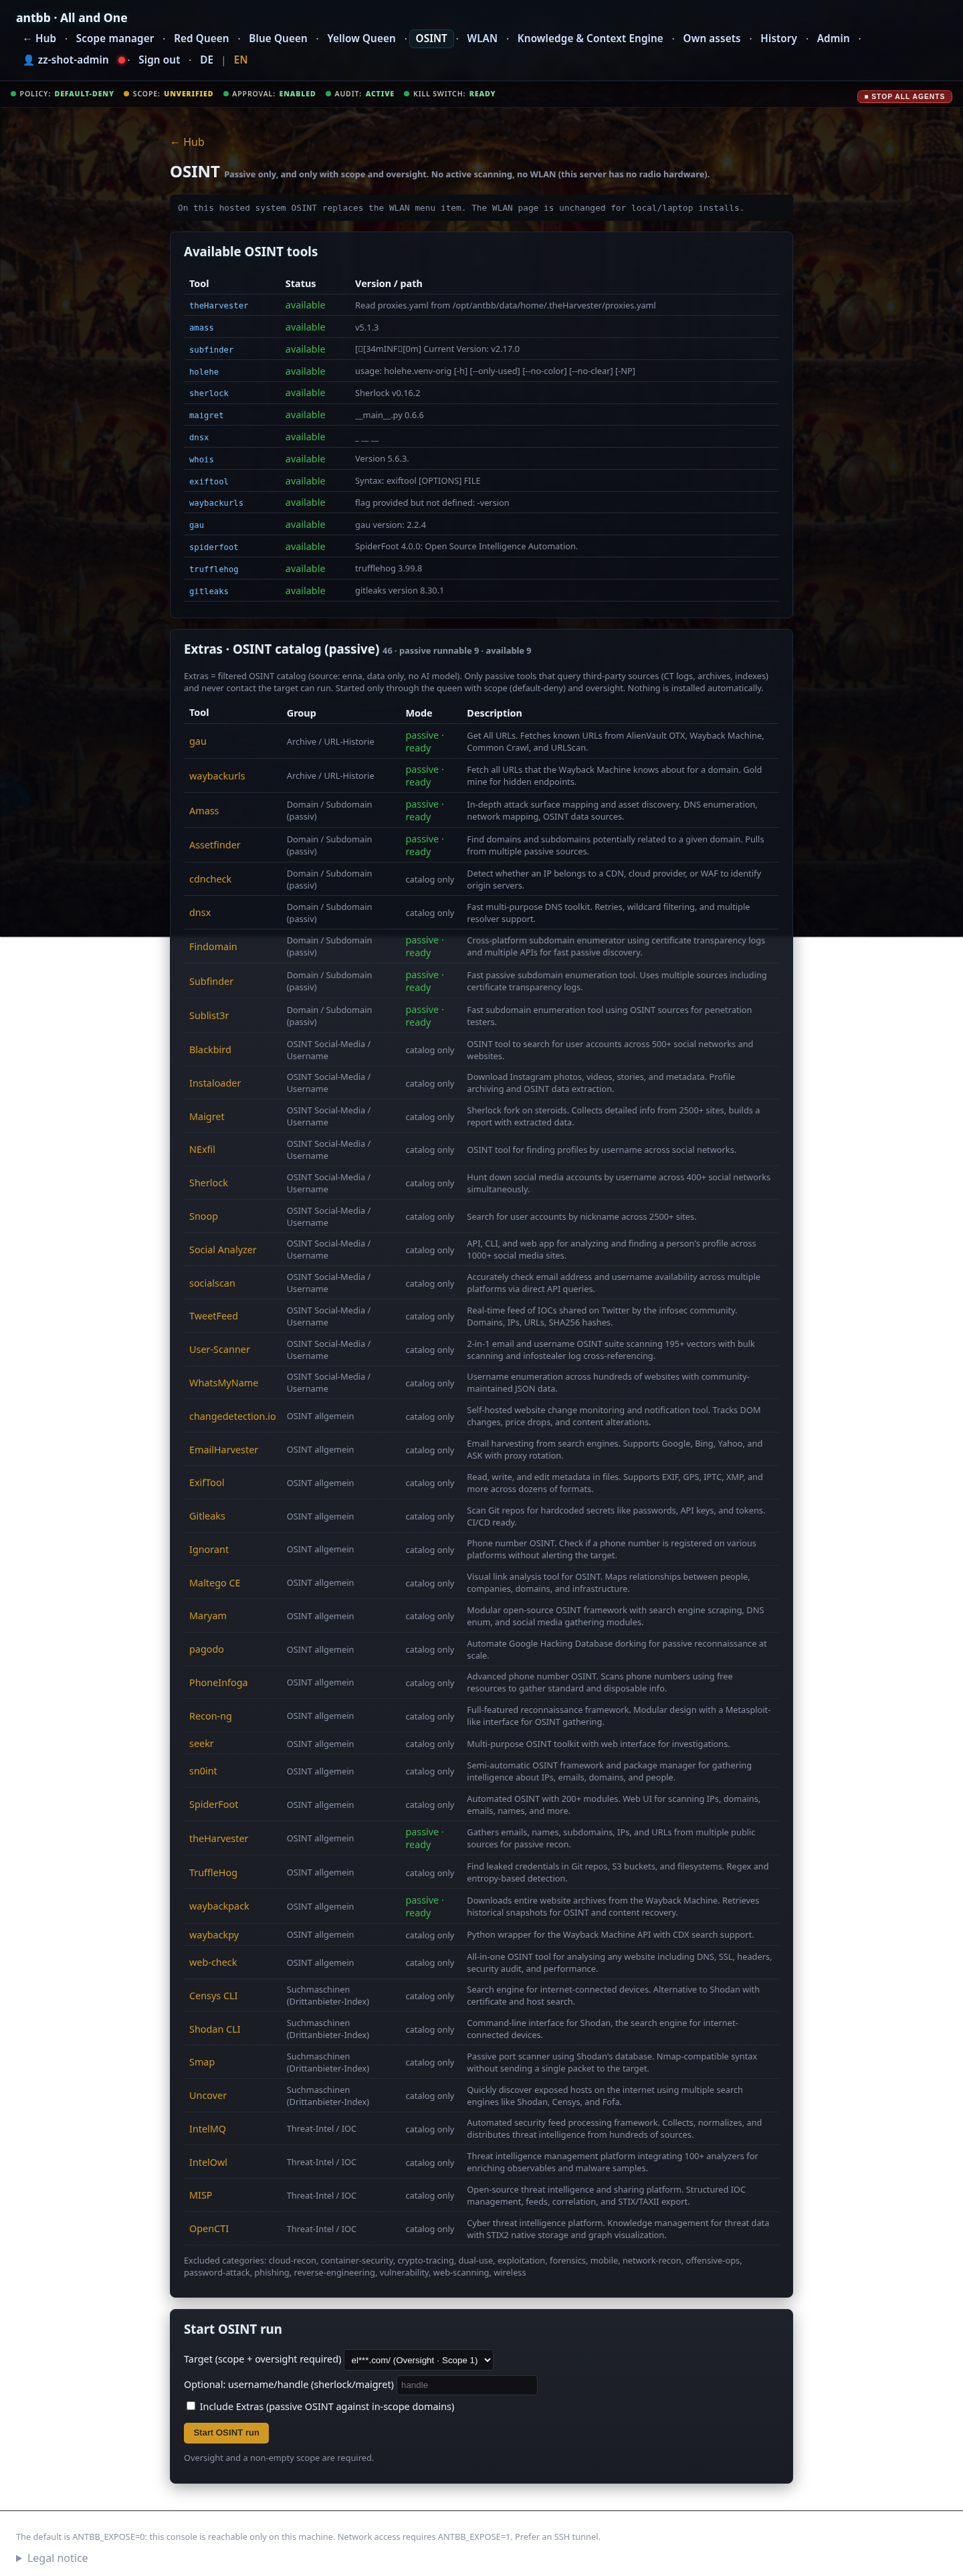 antbb · All and One
← Hub · Scope manager · Red Queen · Blue Queen · Yellow Queen · OSINT · WLAN · Knowledge & Context Engine · Own assets · History · Admin ·
👤 zz-shot-admin · Sign out · DE | EN
POLICY: DEFAULT-DENY SCOPE: UNVERIFIED APPROVAL: ENABLED AUDIT: ACTIVE KILL SWITCH: READY ■ STOP ALL AGENTS
← Hub
OSINT Passive only, and only with scope and oversight. No active scanning, no WLAN (this server has no radio hardware).
On this hosted system OSINT replaces the WLAN menu item. The WLAN page is unchanged for local/laptop installs.
Available OSINT tools
Tool Status Version / path
theHarvester available Read proxies.yaml from /opt/antbb/data/home/.theHarvester/proxies.yaml
amass available v5.1.3
subfinder available [▯[34mINF▯[0m] Current Version: v2.17.0
holehe available usage: holehe.venv-orig [-h] [--only-used] [--no-color] [--no-clear] [-NP]
sherlock available Sherlock v0.16.2
maigret available __main__.py 0.6.6
dnsx available _ __ __
whois available Version 5.6.3.
exiftool available Syntax: exiftool [OPTIONS] FILE
waybackurls available flag provided but not defined: -version
gau available gau version: 2.2.4
spiderfoot available SpiderFoot 4.0.0: Open Source Intelligence Automation.
trufflehog available trufflehog 3.99.8
gitleaks available gitleaks version 8.30.1
Extras · OSINT catalog (passive) 46 · passive runnable 9 · available 9
Extras = filtered OSINT catalog (source: enna, data only, no AI model). Only passive tools that query third-party sources (CT logs, archives, indexes)
and never contact the target can run. Started only through the queen with scope (default-deny) and oversight. Nothing is installed automatically.
Tool Group Mode Description
gau Archive / URL-Historie passive · ready Get All URLs. Fetches known URLs from AlienVault OTX, Wayback Machine, Common Crawl, and URLScan.
waybackurls Archive / URL-Historie passive · ready Fetch all URLs that the Wayback Machine knows about for a domain. Gold mine for hidden endpoints.
Amass Domain / Subdomain (passiv) passive · ready In-depth attack surface mapping and asset discovery. DNS enumeration, network mapping, OSINT data sources.
Assetfinder Domain / Subdomain (passiv) passive · ready Find domains and subdomains potentially related to a given domain. Pulls from multiple passive sources.
cdncheck Domain / Subdomain (passiv) catalog only Detect whether an IP belongs to a CDN, cloud provider, or WAF to identify origin servers.
dnsx Domain / Subdomain (passiv) catalog only Fast multi-purpose DNS toolkit. Retries, wildcard filtering, and multiple resolver support.
Findomain Domain / Subdomain (passiv) passive · ready Cross-platform subdomain enumerator using certificate transparency logs and multiple APIs for fast passive discovery.
Subfinder Domain / Subdomain (passiv) passive · ready Fast passive subdomain enumeration tool. Uses multiple sources including certificate transparency logs.
Sublist3r Domain / Subdomain (passiv) passive · ready Fast subdomain enumeration tool using OSINT sources for penetration testers.
Blackbird OSINT Social-Media / Username catalog only OSINT tool to search for user accounts across 500+ social networks and websites.
Instaloader OSINT Social-Media / Username catalog only Download Instagram photos, videos, stories, and metadata. Profile archiving and OSINT data extraction.
Maigret OSINT Social-Media / Username catalog only Sherlock fork on steroids. Collects detailed info from 2500+ sites, builds a report with extracted data.
NExfil OSINT Social-Media / Username catalog only OSINT tool for finding profiles by username across social networks.
Sherlock OSINT Social-Media / Username catalog only Hunt down social media accounts by username across 400+ social networks simultaneously.
Snoop OSINT Social-Media / Username catalog only Search for user accounts by nickname across 2500+ sites.
Social Analyzer OSINT Social-Media / Username catalog only API, CLI, and web app for analyzing and finding a person's profile across 1000+ social media sites.
socialscan OSINT Social-Media / Username catalog only Accurately check email address and username availability across multiple platforms via direct API queries.
TweetFeed OSINT Social-Media / Username catalog only Real-time feed of IOCs shared on Twitter by the infosec community. Domains, IPs, URLs, SHA256 hashes.
User-Scanner OSINT Social-Media / Username catalog only 2-in-1 email and username OSINT suite scanning 195+ vectors with bulk scanning and infostealer log cross-referencing.
WhatsMyName OSINT Social-Media / Username catalog only Username enumeration across hundreds of websites with community-maintained JSON data.
changedetection.io OSINT allgemein catalog only Self-hosted website change monitoring and notification tool. Tracks DOM changes, price drops, and content alterations.
EmailHarvester OSINT allgemein catalog only Email harvesting from search engines. Supports Google, Bing, Yahoo, and ASK with proxy rotation.
ExifTool OSINT allgemein catalog only Read, write, and edit metadata in files. Supports EXIF, GPS, IPTC, XMP, and more across dozens of formats.
Gitleaks OSINT allgemein catalog only Scan Git repos for hardcoded secrets like passwords, API keys, and tokens. CI/CD ready.
Ignorant OSINT allgemein catalog only Phone number OSINT. Check if a phone number is registered on various platforms without alerting the target.
Maltego CE OSINT allgemein catalog only Visual link analysis tool for OSINT. Maps relationships between people, companies, domains, and infrastructure.
Maryam OSINT allgemein catalog only Modular open-source OSINT framework with search engine scraping, DNS enum, and social media gathering modules.
pagodo OSINT allgemein catalog only Automate Google Hacking Database dorking for passive reconnaissance at scale.
PhoneInfoga OSINT allgemein catalog only Advanced phone number OSINT. Scans phone numbers using free resources to gather standard and disposable info.
Recon-ng OSINT allgemein catalog only Full-featured reconnaissance framework. Modular design with a Metasploit-like interface for OSINT gathering.
seekr OSINT allgemein catalog only Multi-purpose OSINT toolkit with web interface for investigations.
sn0int OSINT allgemein catalog only Semi-automatic OSINT framework and package manager for gathering intelligence about IPs, emails, domains, and people.
SpiderFoot OSINT allgemein catalog only Automated OSINT with 200+ modules. Web UI for scanning IPs, domains, emails, names, and more.
theHarvester OSINT allgemein passive · ready Gathers emails, names, subdomains, IPs, and URLs from multiple public sources for passive recon.
TruffleHog OSINT allgemein catalog only Find leaked credentials in Git repos, S3 buckets, and filesystems. Regex and entropy-based detection.
waybackpack OSINT allgemein passive · ready Downloads entire website archives from the Wayback Machine. Retrieves historical snapshots for OSINT and content recovery.
waybackpy OSINT allgemein catalog only Python wrapper for the Wayback Machine API with CDX search support.
web-check OSINT allgemein catalog only All-in-one OSINT tool for analysing any website including DNS, SSL, headers, security audit, and performance.
Censys CLI Suchmaschinen (Drittanbieter-Index) catalog only Search engine for internet-connected devices. Alternative to Shodan with certificate and host search.
Shodan CLI Suchmaschinen (Drittanbieter-Index) catalog only Command-line interface for Shodan, the search engine for internet-connected devices.
Smap Suchmaschinen (Drittanbieter-Index) catalog only Passive port scanner using Shodan's database. Nmap-compatible syntax without sending a single packet to the target.
Uncover Suchmaschinen (Drittanbieter-Index) catalog only Quickly discover exposed hosts on the internet using multiple search engines like Shodan, Censys, and Fofa.
IntelMQ Threat-Intel / IOC catalog only Automated security feed processing framework. Collects, normalizes, and distributes threat intelligence from hundreds of sources.
IntelOwl Threat-Intel / IOC catalog only Threat intelligence management platform integrating 100+ analyzers for enriching observables and malware samples.
MISP Threat-Intel / IOC catalog only Open-source threat intelligence and sharing platform. Structured IOC management, feeds, correlation, and STIX/TAXII export.
OpenCTI Threat-Intel / IOC catalog only Cyber threat intelligence platform. Knowledge management for threat data with STIX2 native storage and graph visualization.
Excluded categories: cloud-recon, container-security, crypto-tracing, dual-use, exploitation, forensics, mobile, network-recon, offensive-ops,
password-attack, phishing, reverse-engineering, vulnerability, web-scanning, wireless
Start OSINT run
Target (scope + oversight required) el***.com/ (Oversight · Scope 1)
Optional: username/handle (sherlock/maigret) handle
Include Extras (passive OSINT against in-scope domains)
Start OSINT run
Oversight and a non-empty scope are required.
The default is ANTBB_EXPOSE=0: this console is reachable only on this machine. Network access requires ANTBB_EXPOSE=1. Prefer an SSH tunnel.
▶ Legal notice